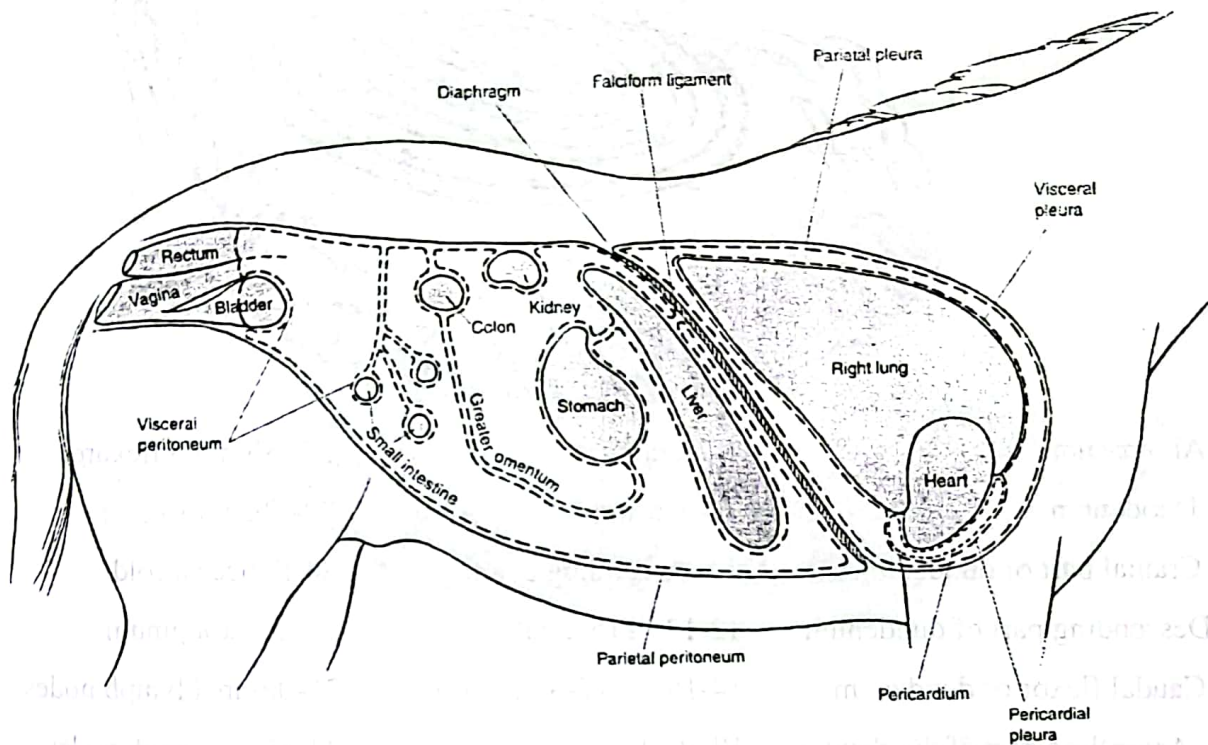 Parietal pleura
Falciform ligament
Diaphragm
Visceral
pleura
Rectum
Vagina
Bladder
Colon
Kidney
Right lung
Stomach
Liver
Greater omentum
Heart
Visceral
peritoneum
Small intestine
Parietal peritoneum
Pericardium
Pericardial
pleura